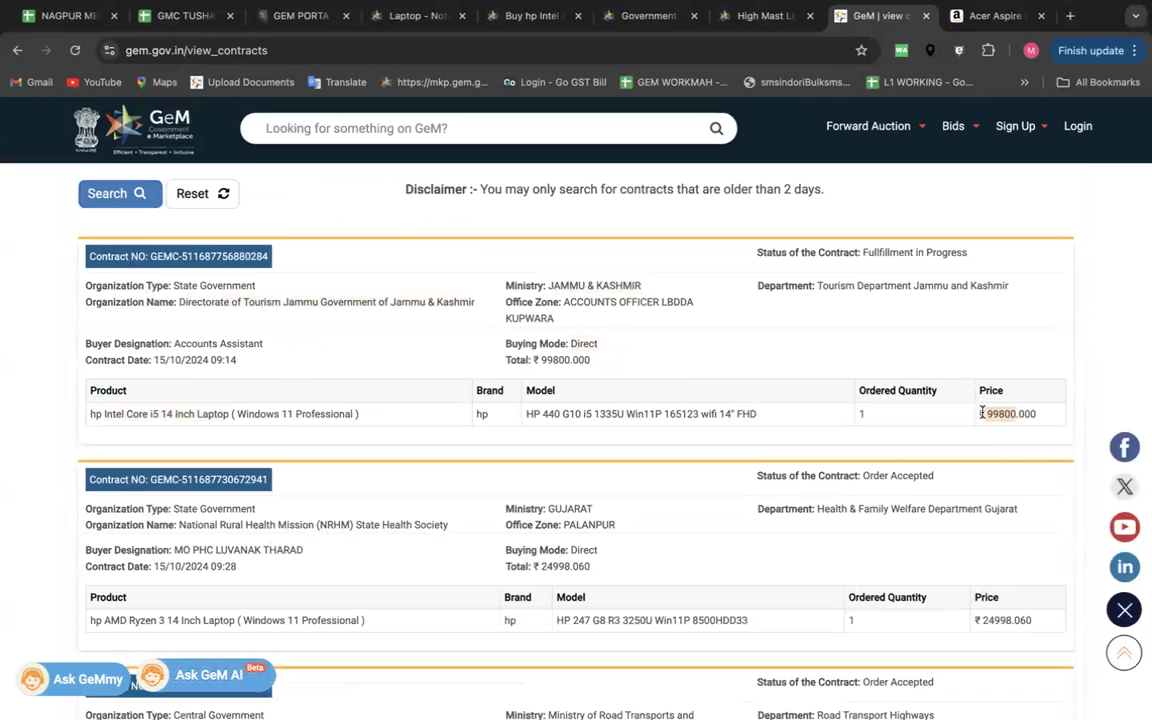 NAGPUR ME
GMC TUSHA
GEM PORTA
Laptop - Not
Buy hp Intel
Government
High Mast Li
GeM | view c
Acer Aspire
gem.gov.in/view_contracts
M
Finish update
Gmail
YouTube
Maps
Upload Documents
Translate
https://mkp.gem.g...
Login - Go GST Bill
GEM WORKMAH -...
smsindoriBulksms...
L1 WORKING - Go...
»
All Bookmarks
GeM
Government
e Marketplace
Efficient • Transparent • Inclusive
Looking for something on GeM?
Forward Auction
Bids
Sign Up
Login
Search
Reset
Disclaimer :- You may only search for contracts that are older than 2 days.
Contract NO: GEMC-511687756880284
Status of the Contract: Fullfillment in Progress
Organization Type: State Government
Ministry: JAMMU & KASHMIR
Department: Tourism Department Jammu and Kashmir
Organization Name: Directorate of Tourism Jammu Government of Jammu & Kashmir
Office Zone: ACCOUNTS OFFICER LBDDA
KUPWARA
Buyer Designation: Accounts Assistant
Buying Mode: Direct
Contract Date: 15/10/2024 09:14
Total: ₹ 99800.000
Product Brand Model Ordered Quantity Price
hp Intel Core i5 14 Inch Laptop ( Windows 11 Professional ) hp HP 440 G10 i5 1335U Win11P 165123 wifi 14" FHD 1 99800.000
Contract NO: GEMC-511687730672941
Status of the Contract: Order Accepted
Organization Type: State Government
Ministry: GUJARAT
Department: Health & Family Welfare Department Gujarat
Organization Name: National Rural Health Mission (NRHM) State Health Society
Office Zone: PALANPUR
Buyer Designation: MO PHC LUVANAK THARAD
Buying Mode: Direct
Contract Date: 15/10/2024 09:28
Total: ₹ 24998.060
Product Brand Model Ordered Quantity Price
hp AMD Ryzen 3 14 Inch Laptop ( Windows 11 Professional ) hp HP 247 G8 R3 3250U Win11P 8500HDD33 1 ₹ 24998.060
Ask GeMmy
Ask GeM AI
Beta
Status of the Contract: Order Accepted
Organization Type: Central Government
Ministry: Ministry of Road Transports and
Department: Road Transport Highways